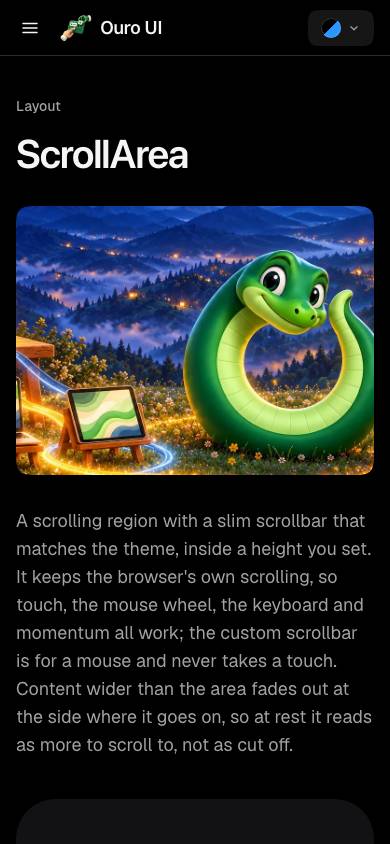 Ouro UI
Layout
ScrollArea
A scrolling region with a slim scrollbar that
matches the theme, inside a height you set.
It keeps the browser's own scrolling, so
touch, the mouse wheel, the keyboard and
momentum all work; the custom scrollbar
is for a mouse and never takes a touch.
Content wider than the area fades out at
the side where it goes on, so at rest it reads
as more to scroll to, not as cut off.